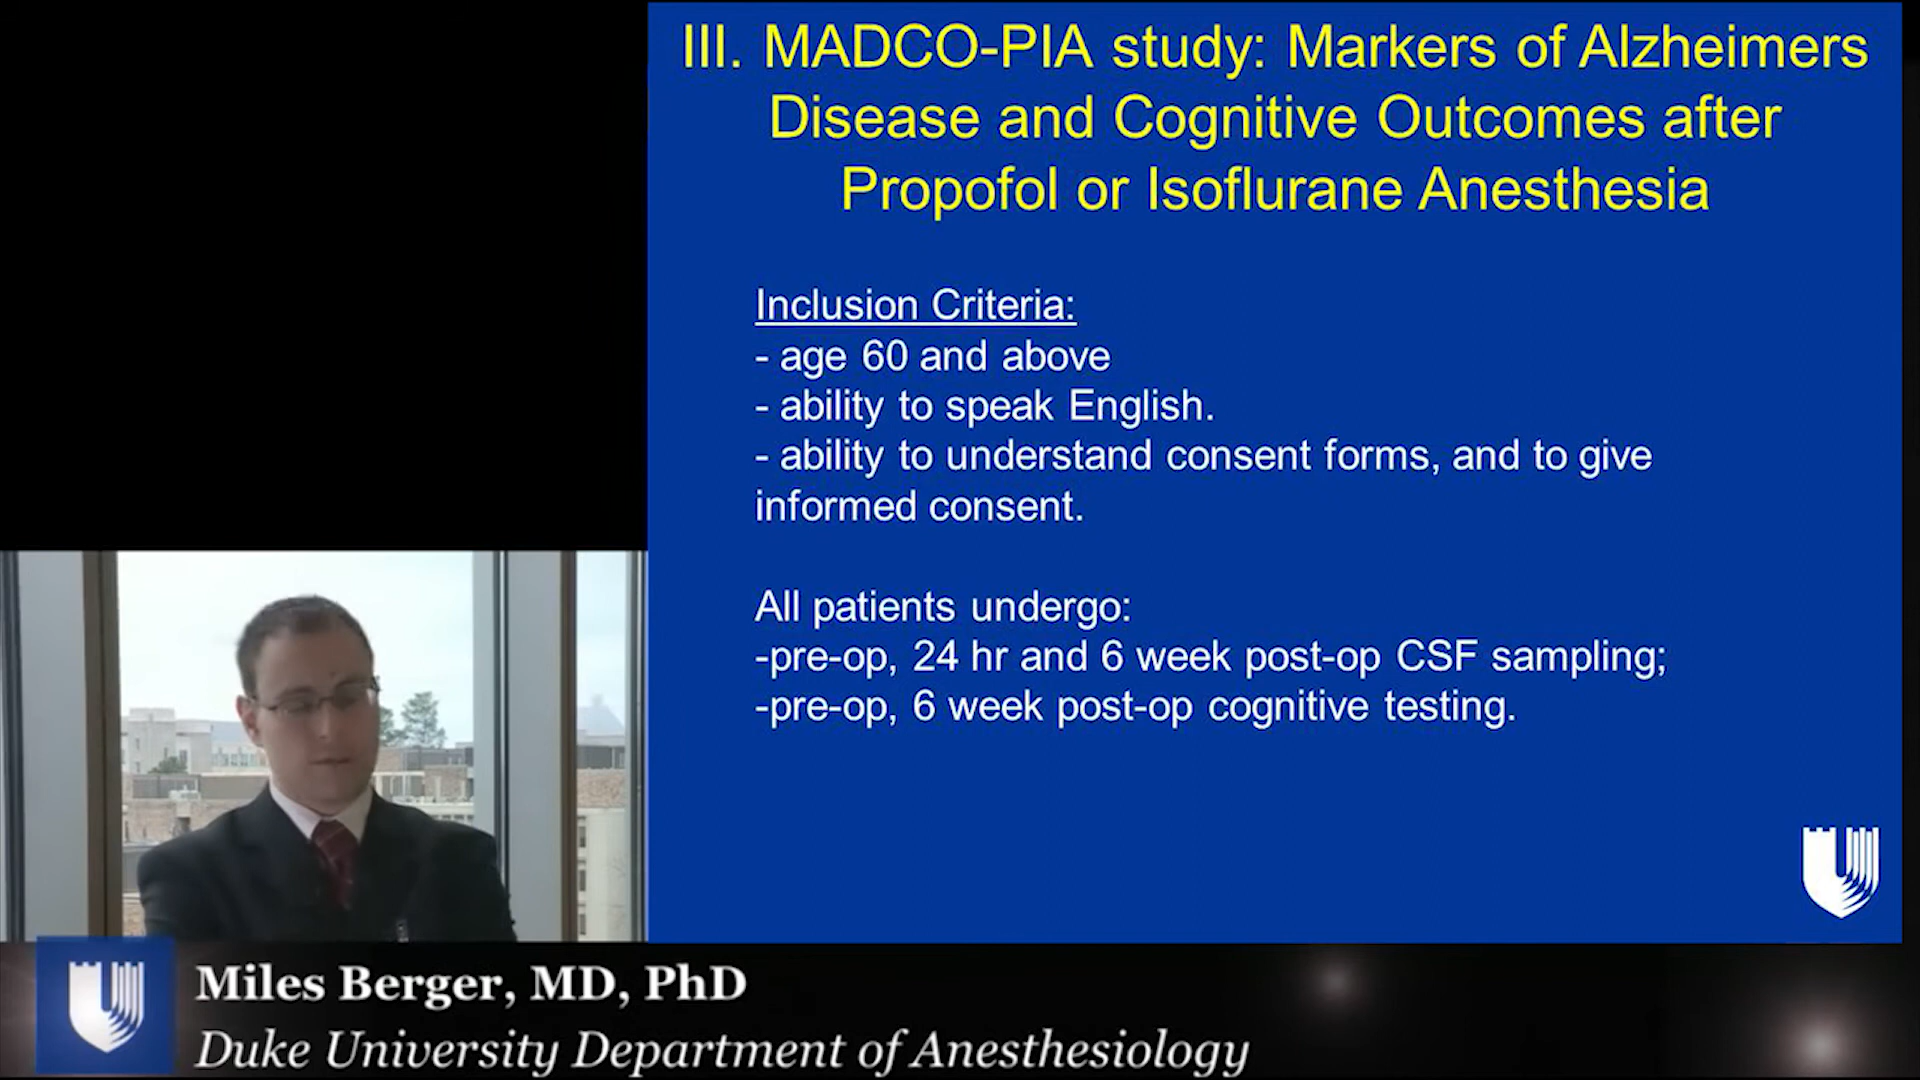 III. MADCO-PIA study: Markers of Alzheimers
Disease and Cognitive Outcomes after
Propofol or Isoflurane Anesthesia
Inclusion Criteria:
- age 60 and above
- ability to speak English.
- ability to understand consent forms, and to give
informed consent.
All patients undergo:
-pre-op, 24 hr and 6 week post-op CSF sampling;
-pre-op, 6 week post-op cognitive testing.
Miles Berger, MD, PhD
Duke University Department of Anesthesiology